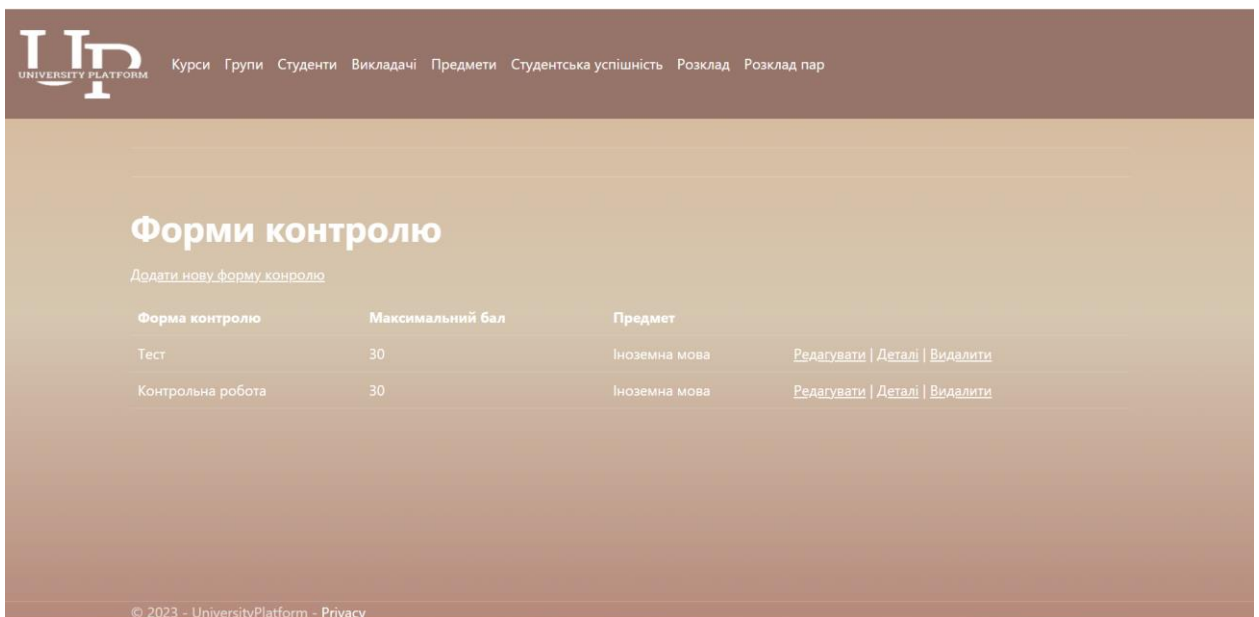 UP
UNIVERSITY PLATFORM
Курси Групи Студенти Викладачі Предмети Студентська успішність Розклад Розклад пар
Форми контролю
Додати нову форму конролю
Форма контролю Максимальний бал Предмет
Тест 30 Іноземна мова Редагувати | Деталі | Видалити
Контрольна робота 30 Іноземна мова Редагувати | Деталі | Видалити
© 2023 - UniversityPlatform - Privacy